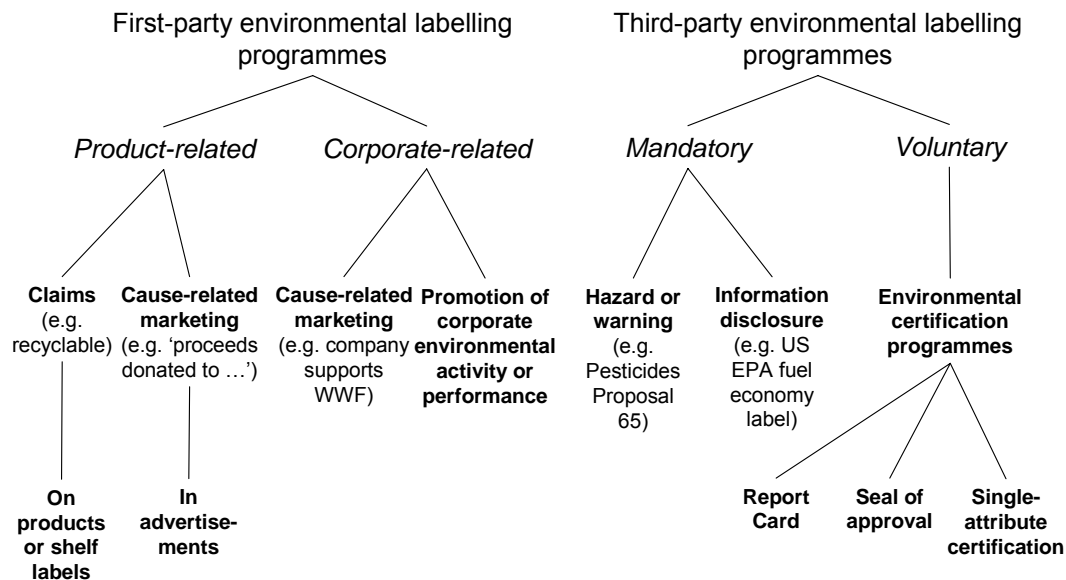 First-party environmental labelling
programmes
Third-party environmental labelling
programmes
Product-related
Corporate-related
Mandatory
Voluntary
Claims
(e.g.
recyclable)
Cause-related
marketing
(e.g. ‘proceeds
donated to …’)
Cause-related
marketing
(e.g. company
supports
WWF)
Promotion of
corporate
environmental
activity or
performance
Hazard or
warning
(e.g.
Pesticides
Proposal
65)
Information
disclosure
(e.g. US
EPA fuel
economy
label)
Environmental
certification
programmes
On
products
or shelf
labels
In
advertise-
ments
Report
Card
Seal of
approval
Single-
attribute
certification